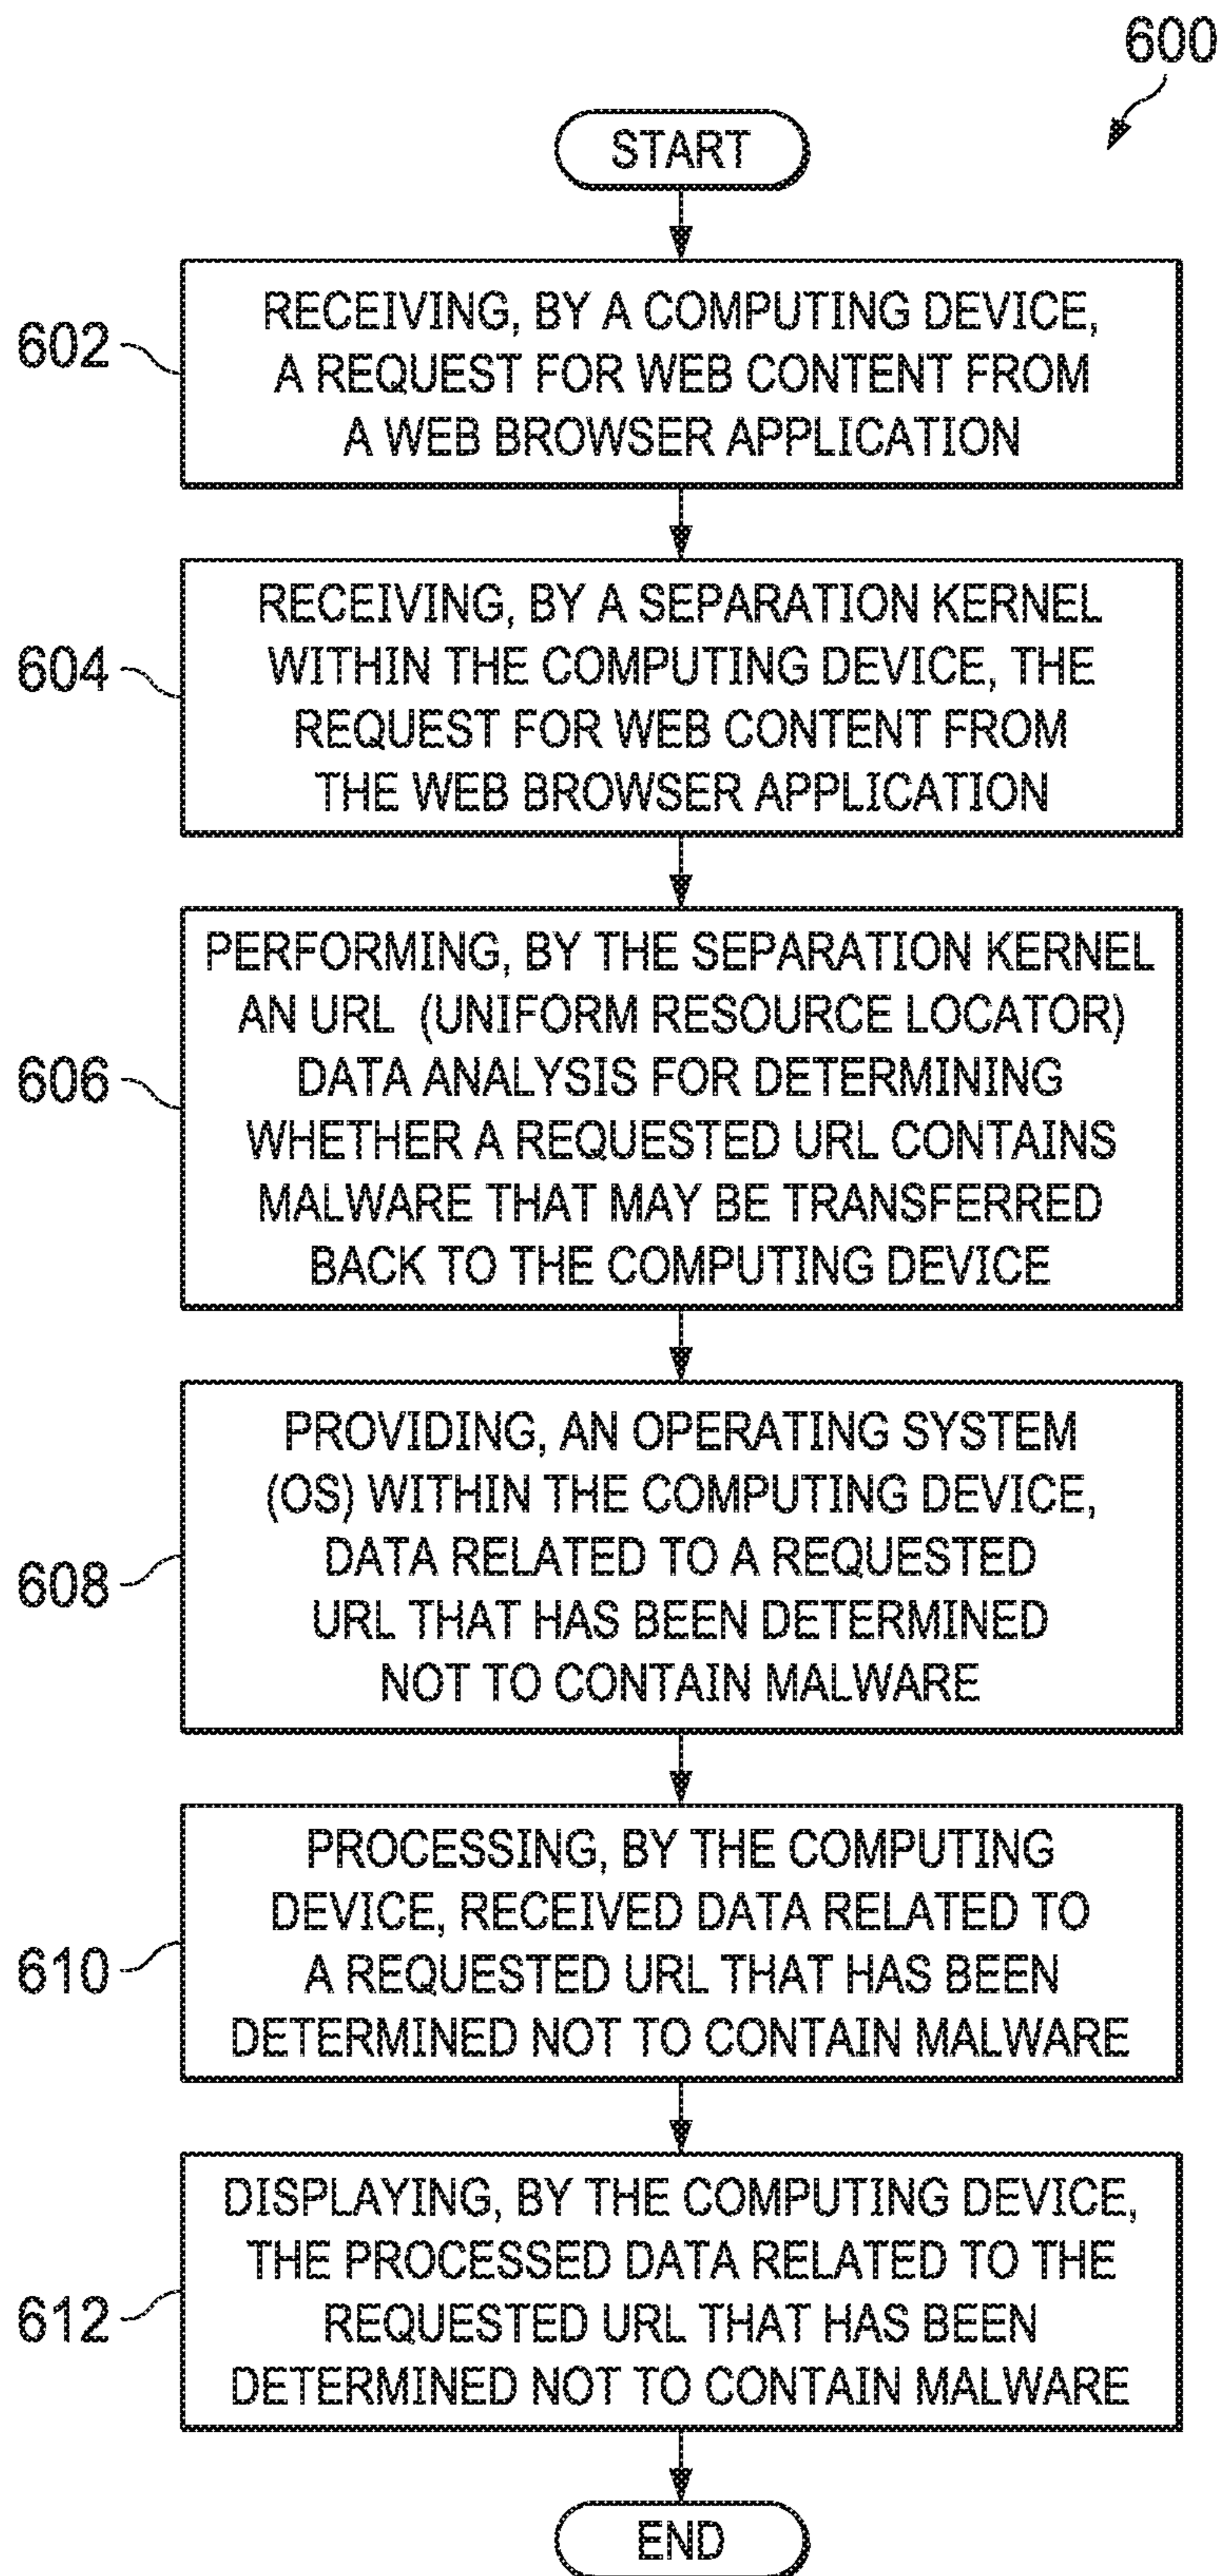 600
START
602
RECEIVING, BY A COMPUTING DEVICE,
A REQUEST FOR WEB CONTENT FROM
A WEB BROWSER APPLICATION
604
RECEIVING, BY A SEPARATION KERNEL
WITHIN THE COMPUTING DEVICE, THE
REQUEST FOR WEB CONTENT FROM
THE WEB BROWSER APPLICATION
606
PERFORMING, BY THE SEPARATION KERNEL
AN URL (UNIFORM RESOURCE LOCATOR)
DATA ANALYSIS FOR DETERMINING
WHETHER A REQUESTED URL CONTAINS
MALWARE THAT MAY BE TRANSFERRED
BACK TO THE COMPUTING DEVICE
608
PROVIDING, AN OPERATING SYSTEM
(OS) WITHIN THE COMPUTING DEVICE,
DATA RELATED TO A REQUESTED
URL THAT HAS BEEN DETERMINED
NOT TO CONTAIN MALWARE
610
PROCESSING, BY THE COMPUTING
DEVICE, RECEIVED DATA RELATED TO
A REQUESTED URL THAT HAS BEEN
DETERMINED NOT TO CONTAIN MALWARE
612
DISPLAYING, BY THE COMPUTING DEVICE,
THE PROCESSED DATA RELATED TO THE
REQUESTED URL THAT HAS BEEN
DETERMINED NOT TO CONTAIN MALWARE
END